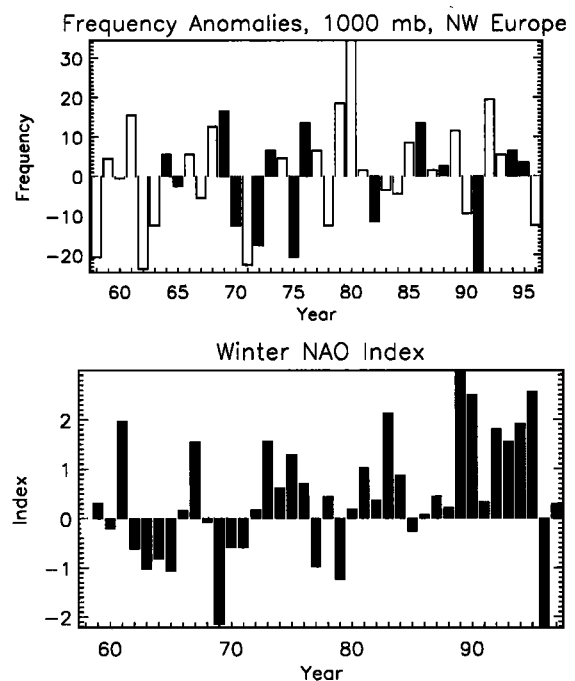 Frequency Anomalies, 1000 mb, NW Europe
30
20
10
0
-10
-20
Frequency
60 65 70 75 80 85 90 95
Year
Winter NAO Index
2
1
0
-1
-2
Index
60 70 80 90
Year